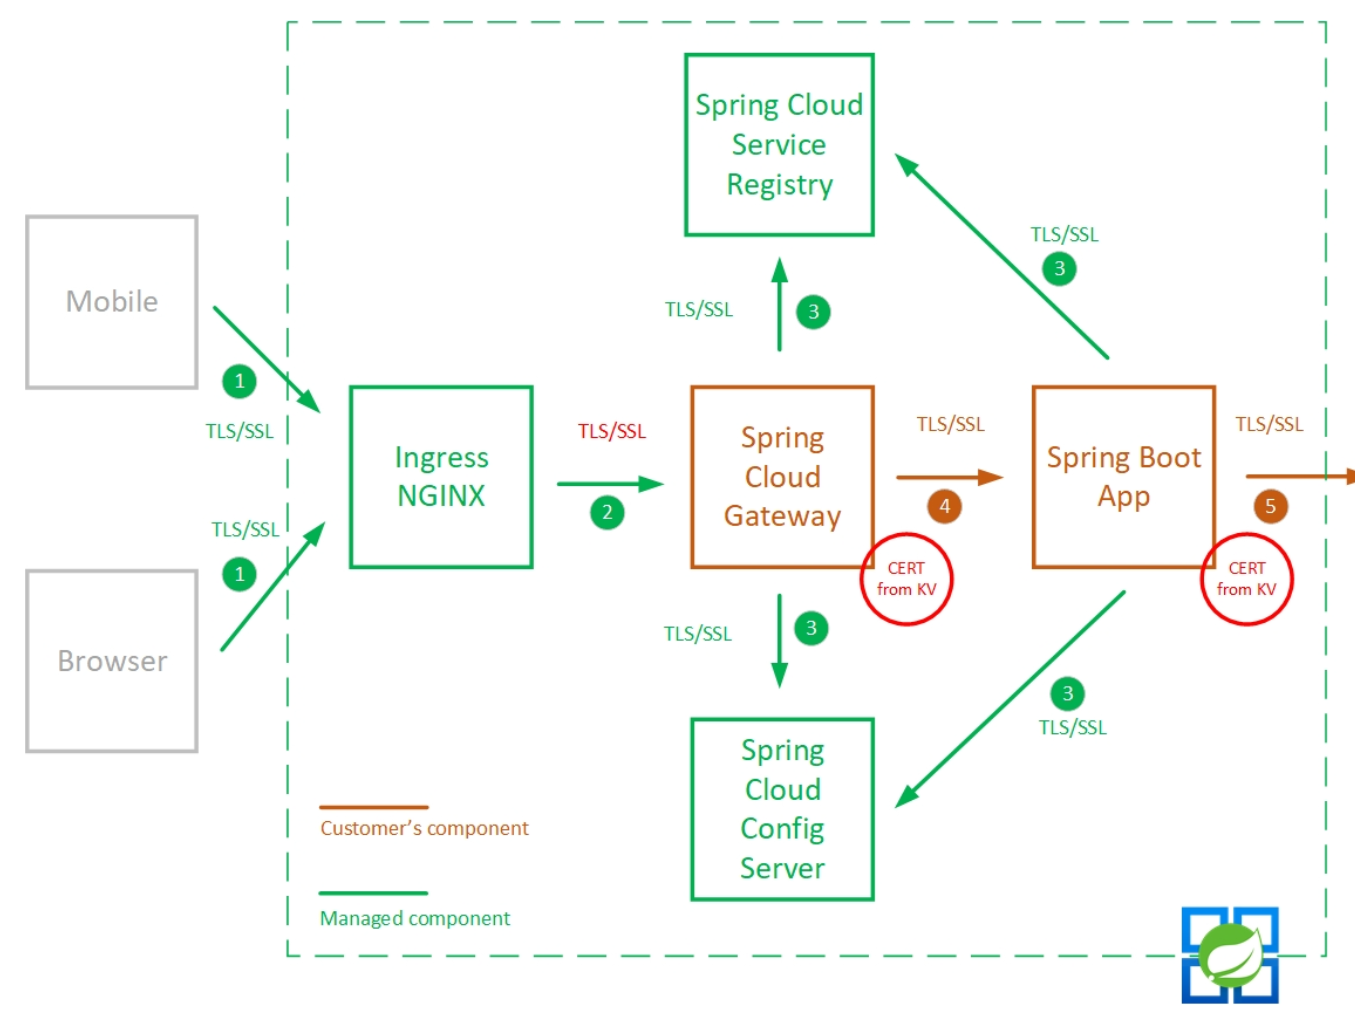 Spring Cloud
Service
Registry
TLS/SSL
3
Mobile
TLS/SSL
3
1
TLS/SSL
Ingress
NGINX
TLS/SSL
2
Spring
Cloud
Gateway
TLS/SSL
4
Spring Boot
App
TLS/SSL
5
TLS/SSL
1
CERT
from KV
CERT
from KV
Browser
TLS/SSL
3
3
TLS/SSL
Spring
Cloud
Config
Server
Customer’s component
Managed component